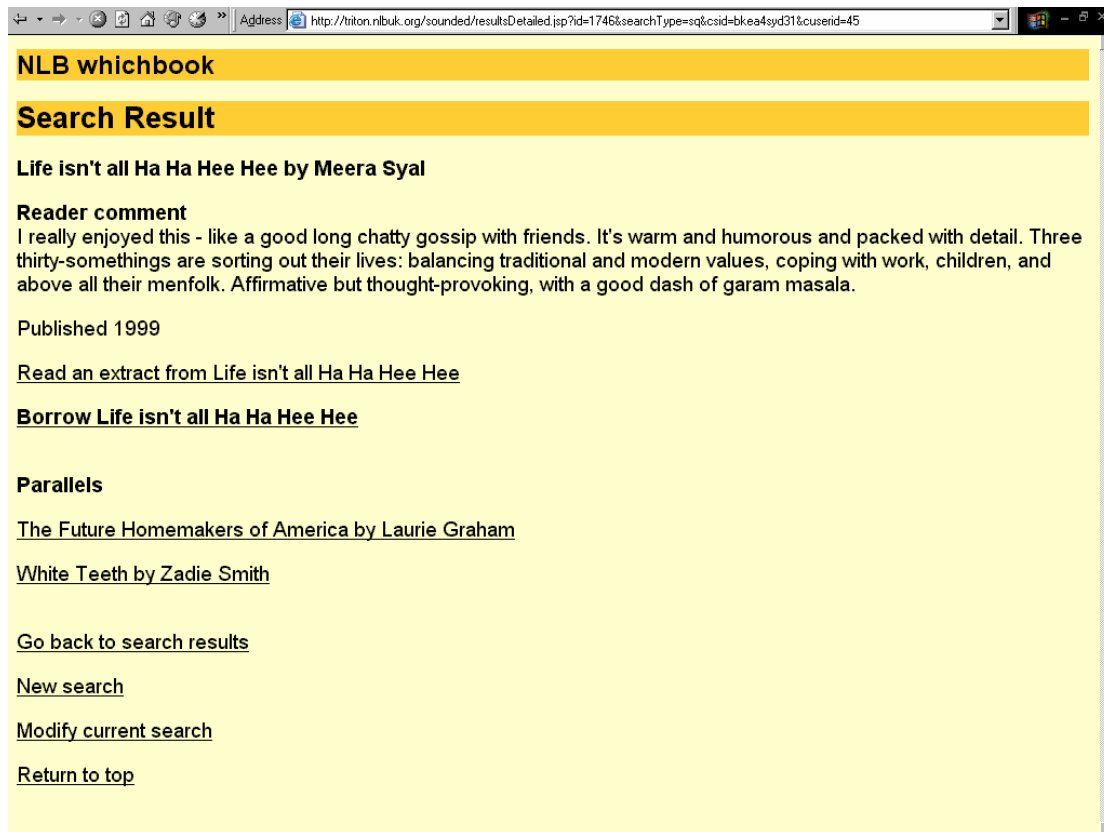 » Address http://triton.nlbuk.org/sounded/resultsDetailed.jsp?id=1746&searchType=sq&csid=bkea4syd31&cuserid=45
NLB whichbook
Search Result
Life isn't all Ha Ha Hee Hee by Meera Syal
Reader comment
I really enjoyed this - like a good long chatty gossip with friends. It's warm and humorous and packed with detail. Three
thirty-somethings are sorting out their lives: balancing traditional and modern values, coping with work, children, and
above all their menfolk. Affirmative but thought-provoking, with a good dash of garam masala.
Published 1999
Read an extract from Life isn't all Ha Ha Hee Hee
Borrow Life isn't all Ha Ha Hee Hee
Parallels
The Future Homemakers of America by Laurie Graham
White Teeth by Zadie Smith
Go back to search results
New search
Modify current search
Return to top